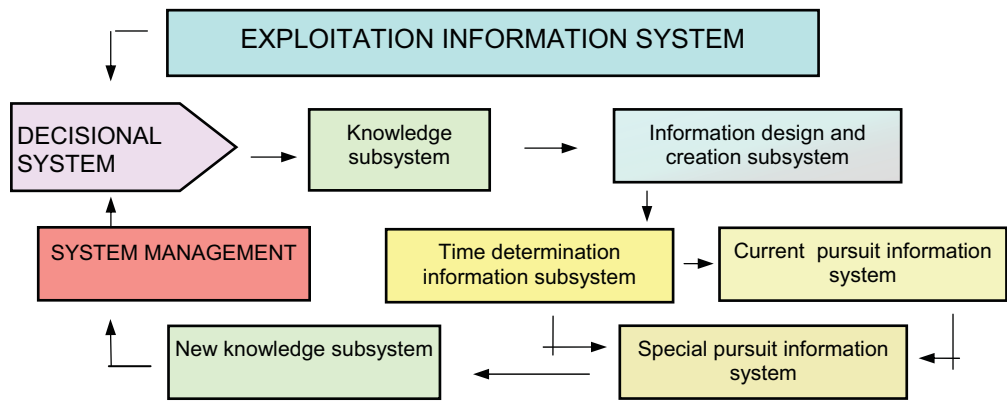 EXPLOITATION INFORMATION SYSTEM
DECISIONAL
SYSTEM
Knowledge
subsystem
Information design and
creation subsystem
SYSTEM MANAGEMENT
Time determination
information subsystem
Current pursuit information
system
New knowledge subsystem
Special pursuit information
system